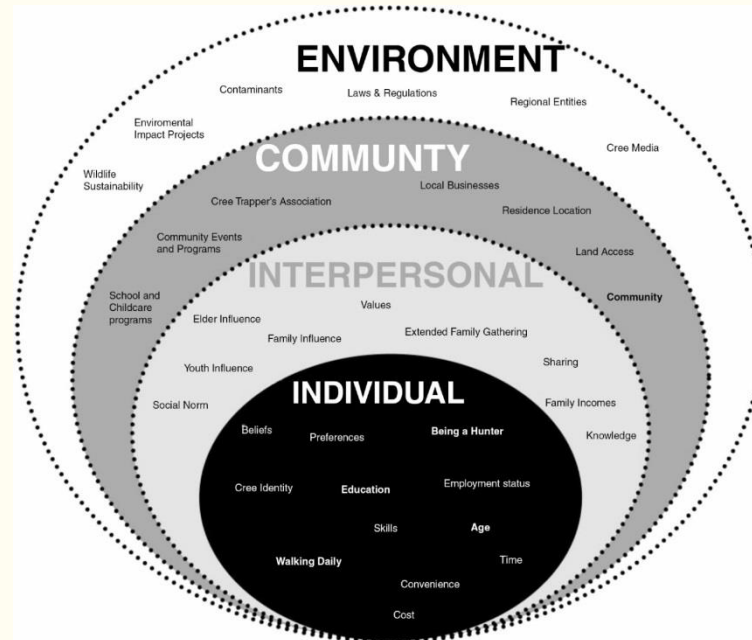 ENVIRONMENT
Contaminants
Laws & Regulations
Regional Entities
Enviromental
Impact Projects
Cree Media
Wildlife
Sustainability
COMMUNTY
Local Businesses
Cree Trapper's Association
Residence Location
Community Events
and Programs
Land Access
School and
Childcare
programs
Community
INTERPERSONAL
Values
Elder Influence
Family Influence
Extended Family Gathering
Youth Influence
Sharing
Social Norm
Family Incomes
Knowledge
INDIVIDUAL
Beliefs
Preferences
Being a Hunter
Cree Identity
Education
Employment status
Skills
Age
Walking Daily
Time
Convenience
Cost